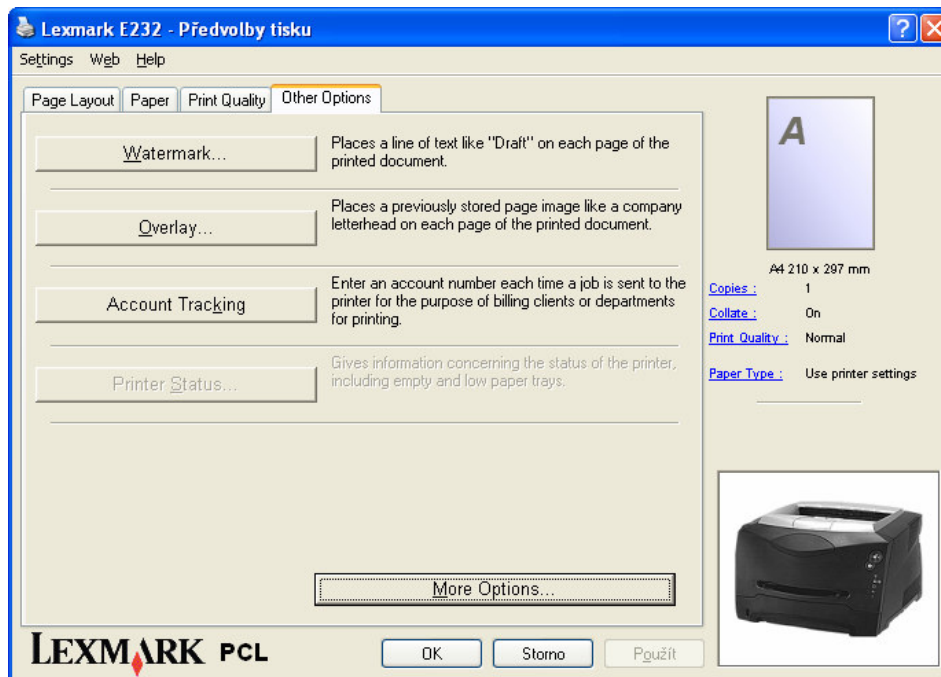 Lexmark E232 - Předvolby tisku
Settings Web Help
Page Layout Paper Print Quality Other Options
Watermark...
Places a line of text like "Draft" on each page of the
printed document.
Overlay...
Places a previously stored page image like a company
letterhead on each page of the printed document.
Account Tracking
Enter an account number each time a job is sent to the
printer for the purpose of billing clients or departments
for printing.
Printer Status...
Gives information concerning the status of the printer,
including empty and low paper trays.
More Options...
A
A4 210 x 297 mm
Copies : 1
Collate : On
Print Quality : Normal
Paper Type : Use printer settings
LEXMARK PCL
OK Storno Použít